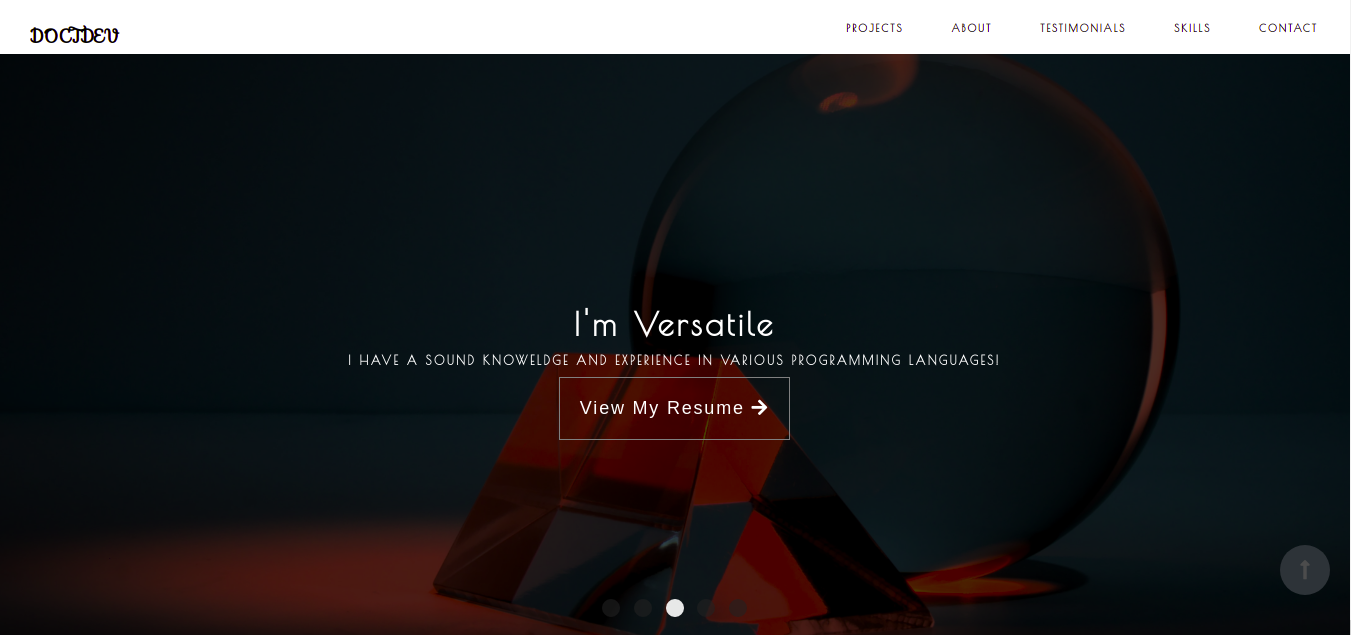 DOCTDEV
PROJECTS ABOUT TESTIMONIALS SKILLS CONTACT
I'm Versatile
I HAVE A SOUND KNOWELDGE AND EXPERIENCE IN VARIOUS PROGRAMMING LANGUAGES!
View My Resume